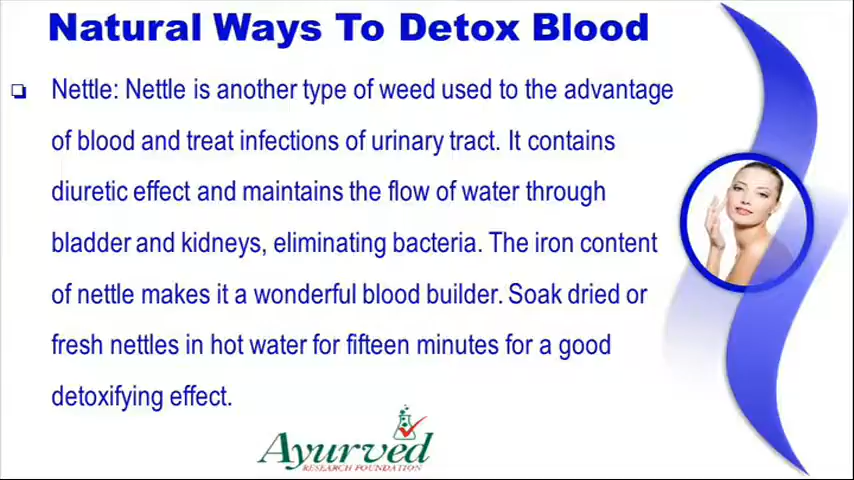 Natural Ways To Detox Blood
Nettle: Nettle is another type of weed used to the advantage
of blood and treat infections of urinary tract. It contains
diuretic effect and maintains the flow of water through
bladder and kidneys, eliminating bacteria. The iron content
of nettle makes it a wonderful blood builder. Soak dried or
fresh nettles in hot water for fifteen minutes for a good
detoxifying effect.
Ayurved
RESEARCH FOUNDATION